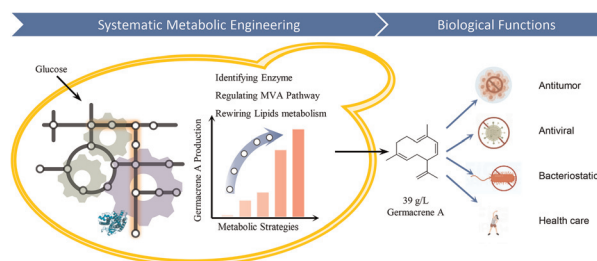 Systematic Metabolic Engineering
Biological Functions
Glucose
Identifying Enzyme
Regulating MVA Pathway
Rewiring Lipids metabolism
Germacrene A Production
Metabolic Strategies
39 g/L
Germacrene A
Antitumor
Antiviral
Bacteriostatic
Health care